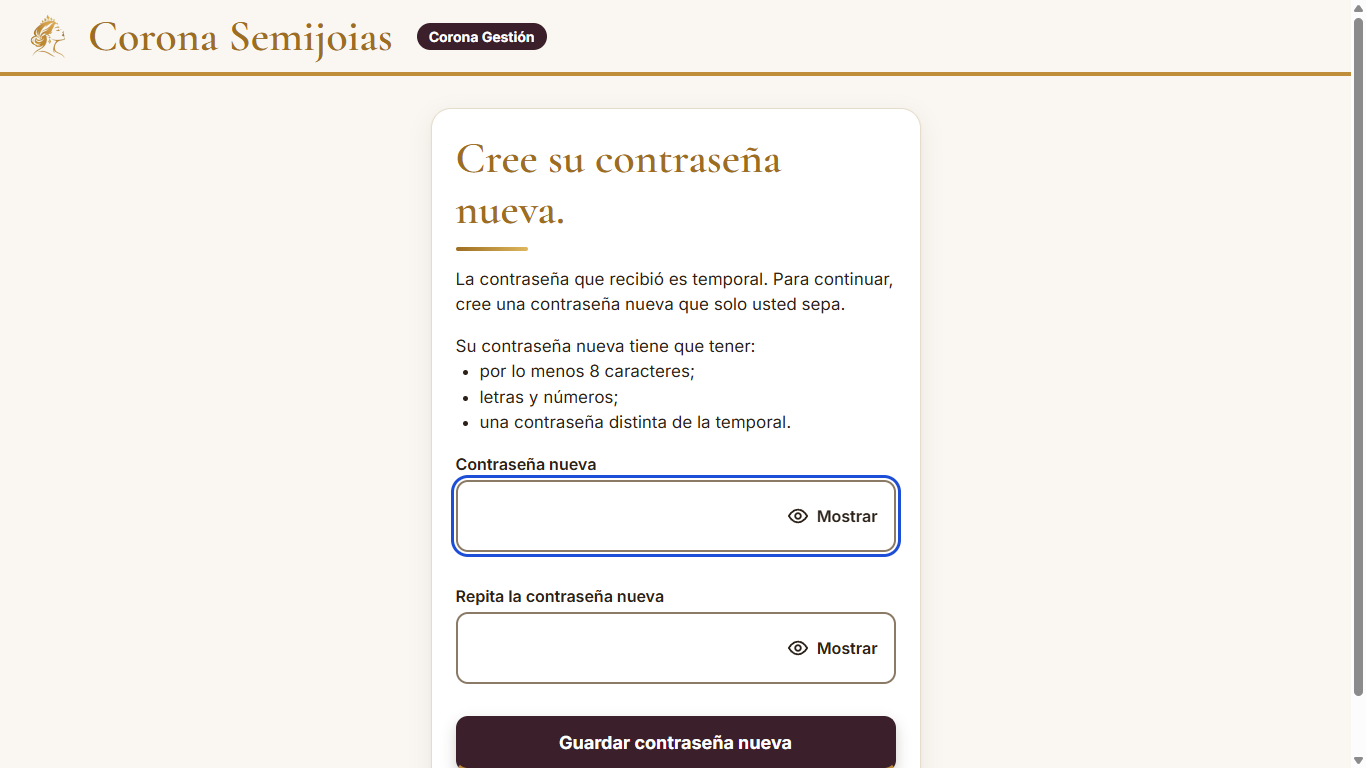 Corona Semijoias
Corona Gestión
Cree su contraseña
nueva.
La contraseña que recibió es temporal. Para continuar,
cree una contraseña nueva que solo usted sepa.
Su contraseña nueva tiene que tener:
• por lo menos 8 caracteres;
• letras y números;
• una contraseña distinta de la temporal.
Contraseña nueva
Mostrar
Repita la contraseña nueva
Mostrar
Guardar contraseña nueva